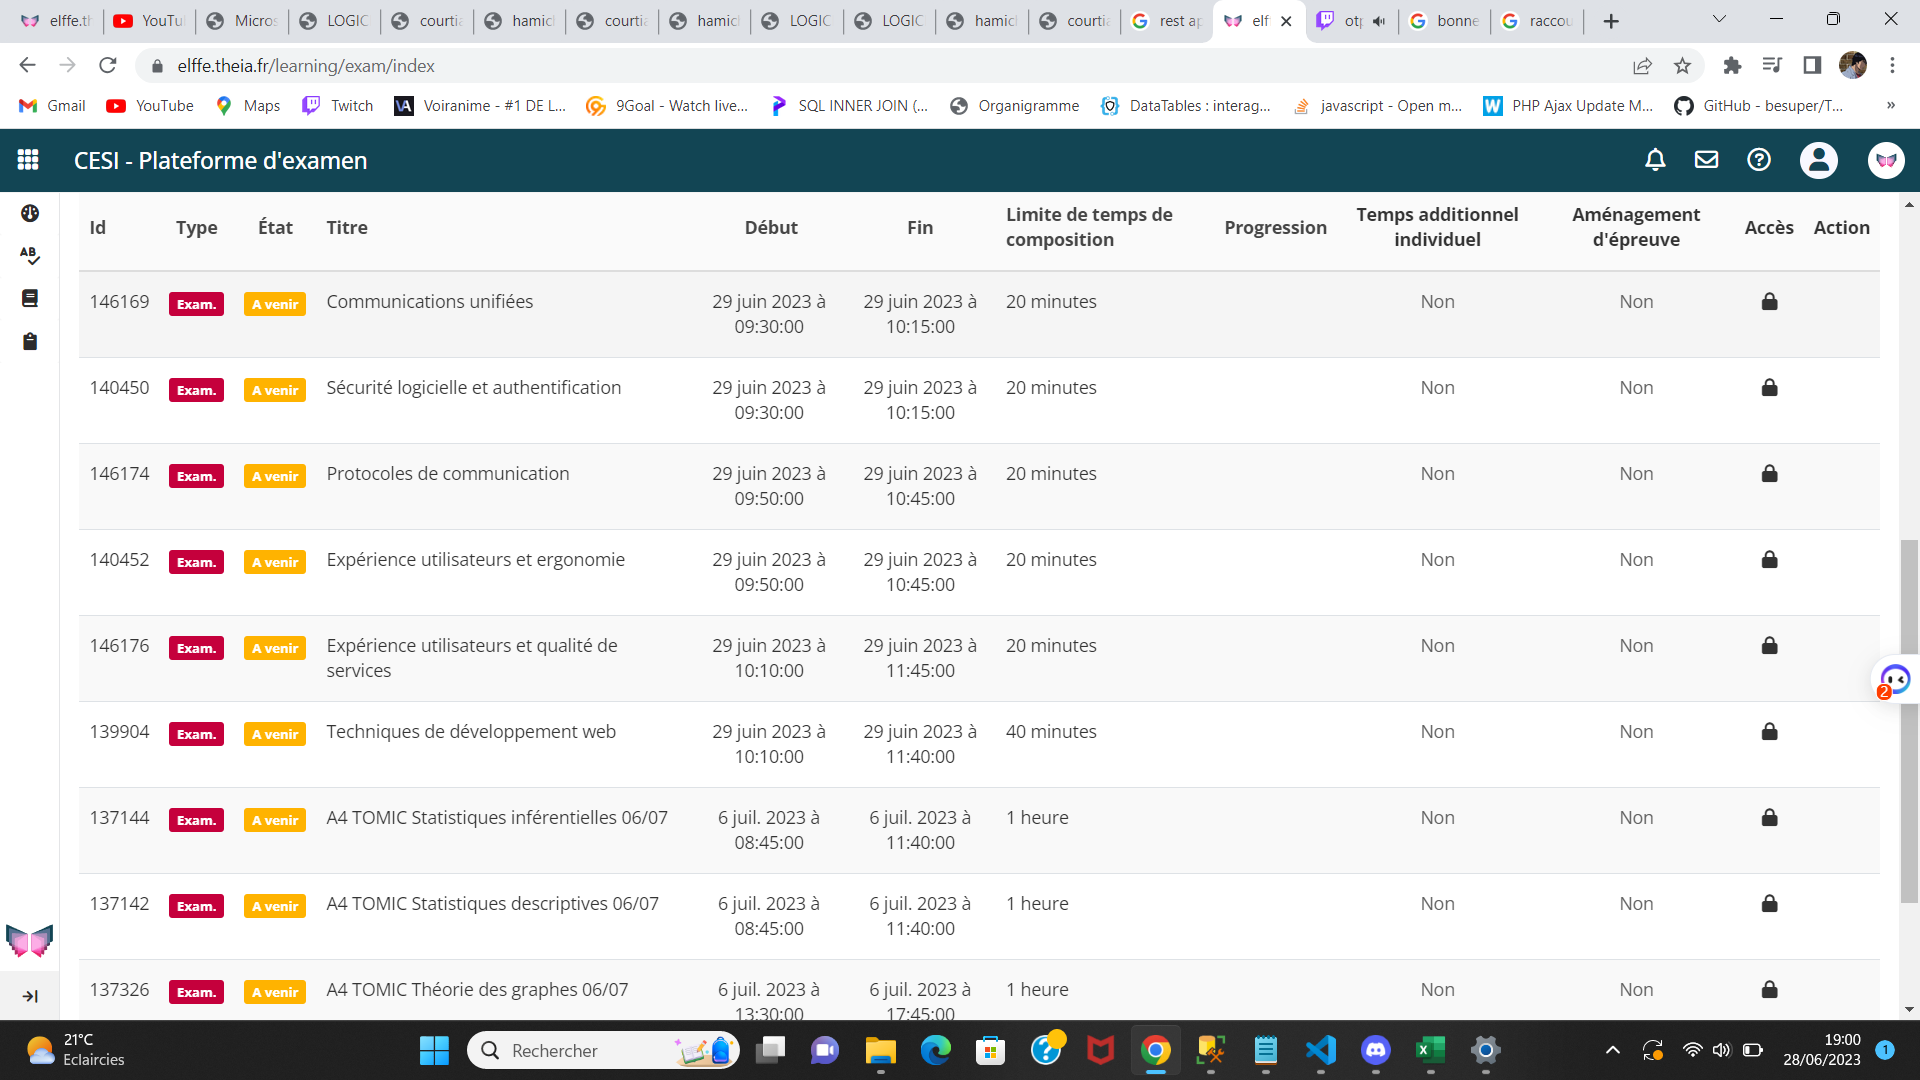 elffe.th
YouTu
Micros
LOGIC
courtia
hamich
courtia
hamich
LOGIC
LOGIC
hamich
courtia
rest ap
elff
otp
bonne
raccou
elffe.theia.fr/learning/exam/index
Gmail
YouTube
Maps
Twitch
Voiranime - #1 DE L...
9Goal - Watch live...
SQL INNER JOIN (...
Organigramme
DataTables : interag...
javascript - Open m...
PHP Ajax Update M...
GitHub - besuper/T...
»
CESI - Plateforme d'examen
Id Type État Titre Début Fin Limite de temps de composition Progression Temps additionnel individuel Aménagement d'épreuve Accès Action
146169 Exam. A venir Communications unifiées 29 juin 2023 à 09:30:00 29 juin 2023 à 10:15:00 20 minutes Non Non
140450 Exam. A venir Sécurité logicielle et authentification 29 juin 2023 à 09:30:00 29 juin 2023 à 10:15:00 20 minutes Non Non
146174 Exam. A venir Protocoles de communication 29 juin 2023 à 09:50:00 29 juin 2023 à 10:45:00 20 minutes Non Non
140452 Exam. A venir Expérience utilisateurs et ergonomie 29 juin 2023 à 09:50:00 29 juin 2023 à 10:45:00 20 minutes Non Non
146176 Exam. A venir Expérience utilisateurs et qualité de services 29 juin 2023 à 10:10:00 29 juin 2023 à 11:45:00 20 minutes Non Non
139904 Exam. A venir Techniques de développement web 29 juin 2023 à 10:10:00 29 juin 2023 à 11:40:00 40 minutes Non Non
137144 Exam. A venir A4 TOMIC Statistiques inférentielles 06/07 6 juil. 2023 à 08:45:00 6 juil. 2023 à 11:40:00 1 heure Non Non
137142 Exam. A venir A4 TOMIC Statistiques descriptives 06/07 6 juil. 2023 à 08:45:00 6 juil. 2023 à 11:40:00 1 heure Non Non
137326 Exam. A venir A4 TOMIC Théorie des graphes 06/07 6 juil. 2023 à 13:30:00 6 juil. 2023 à 17:45:00 1 heure Non Non
2
21°C
Eclaircies
Rechercher
19:00
28/06/2023
1